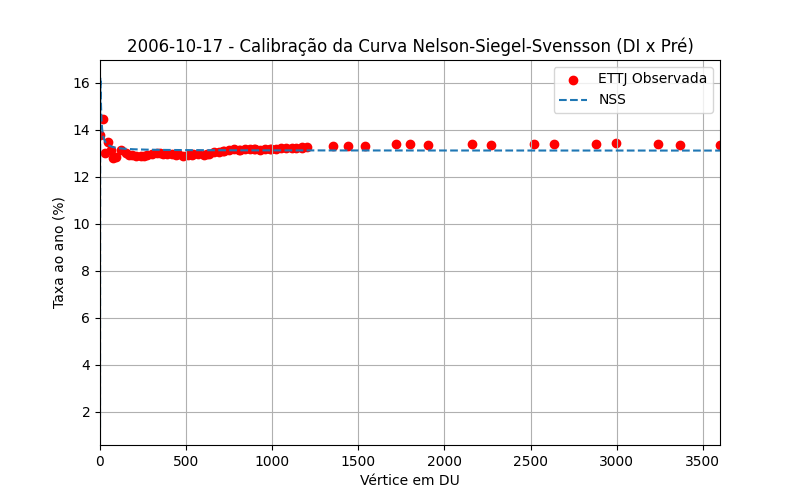 2006-10-17 - Calibração da Curva Nelson-Siegel-Svensson (DI x Pré)
ETTJ Observada
NSS
Taxa ao ano (%)
16
14
12
10
8
6
4
2
0 500 1000 1500 2000 2500 3000 3500
Vértice em DU